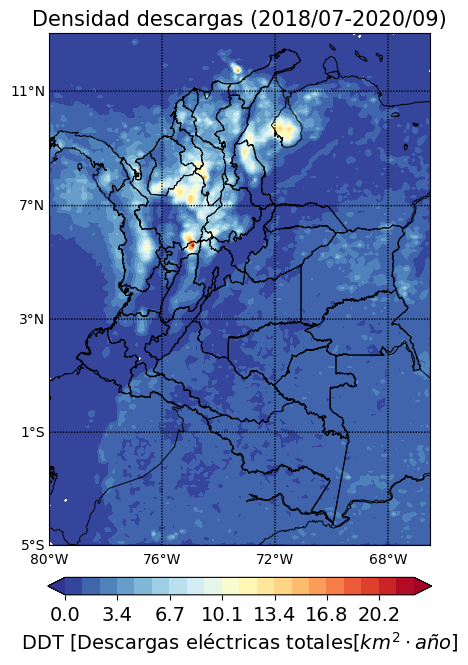 Densidad descargas (2018/07-2020/09)
11°N
7°N
3°N
1°S
5°S
80°W 76°W 72°W 68°W
0.0 3.4 6.7 10.1 13.4 16.8 20.2
DDT [Descargas eléctricas totales[km² · año]